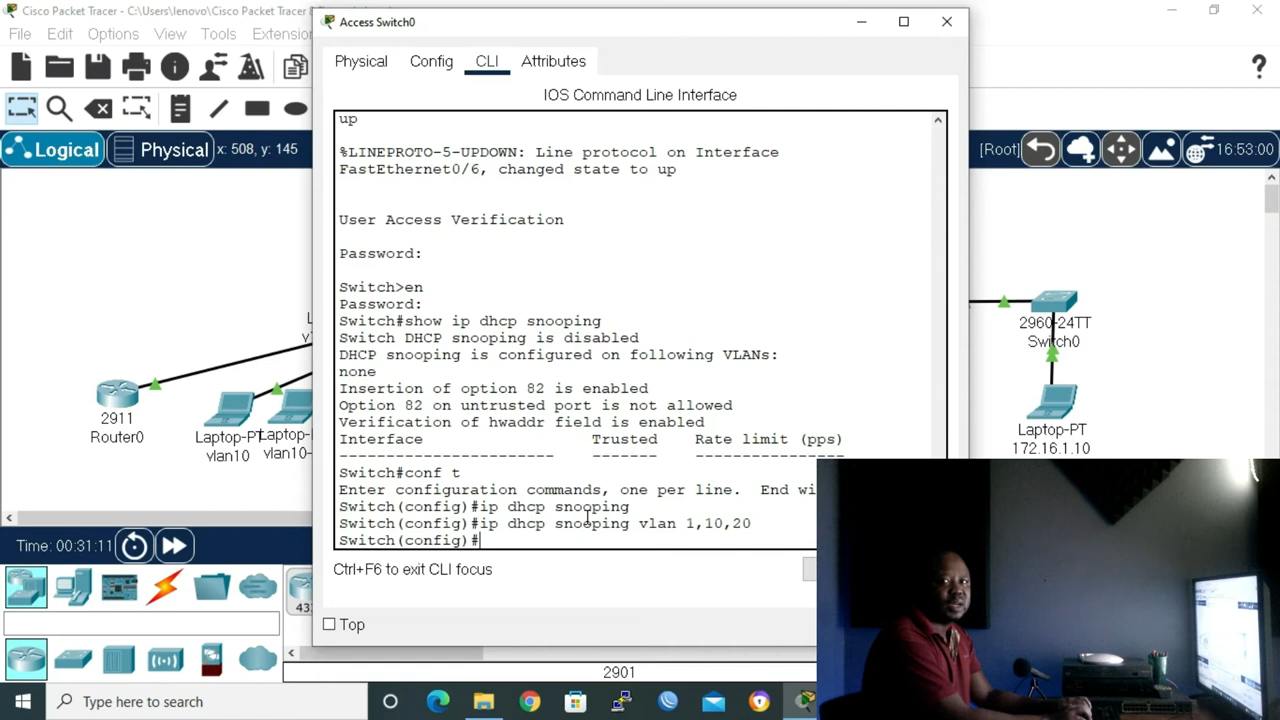 Cisco Packet Tracer - C:\Users\lenovo\Cisco Packet Tracer
Access Switch0
File Edit Options View Tools Extension
Physical Config CLI Attributes
IOS Command Line Interface
Logical Physical x: 508, y: 145
[Root] 16:53:00
up
%LINEPROTO-5-UPDOWN: Line protocol on Interface
FastEthernet0/6, changed state to up
User Access Verification
Password:
Switch>en
Password:
Switch#show ip dhcp snooping
Switch DHCP snooping is disabled
DHCP snooping is configured on following VLANs:
none
Insertion of option 82 is enabled
Option 82 on untrusted port is not allowed
Verification of hwaddr field is enabled
Interface Trusted Rate limit (pps)
----------------------- ------- ----------------
Switch#conf t
Enter configuration commands, one per line. End wi
Switch(config)#ip dhcp snooping
Switch(config)#ip dhcp snooping vlan 1,10,20
Switch(config)#
Ctrl+F6 to exit CLI focus
Top
2911
Router0
Laptop-PT
vlan10
Laptop-
vlan10-
2960-24TT
Switch0
Laptop-PT
172.16.1.10
Time: 00:31:11
43
2901
Type here to search